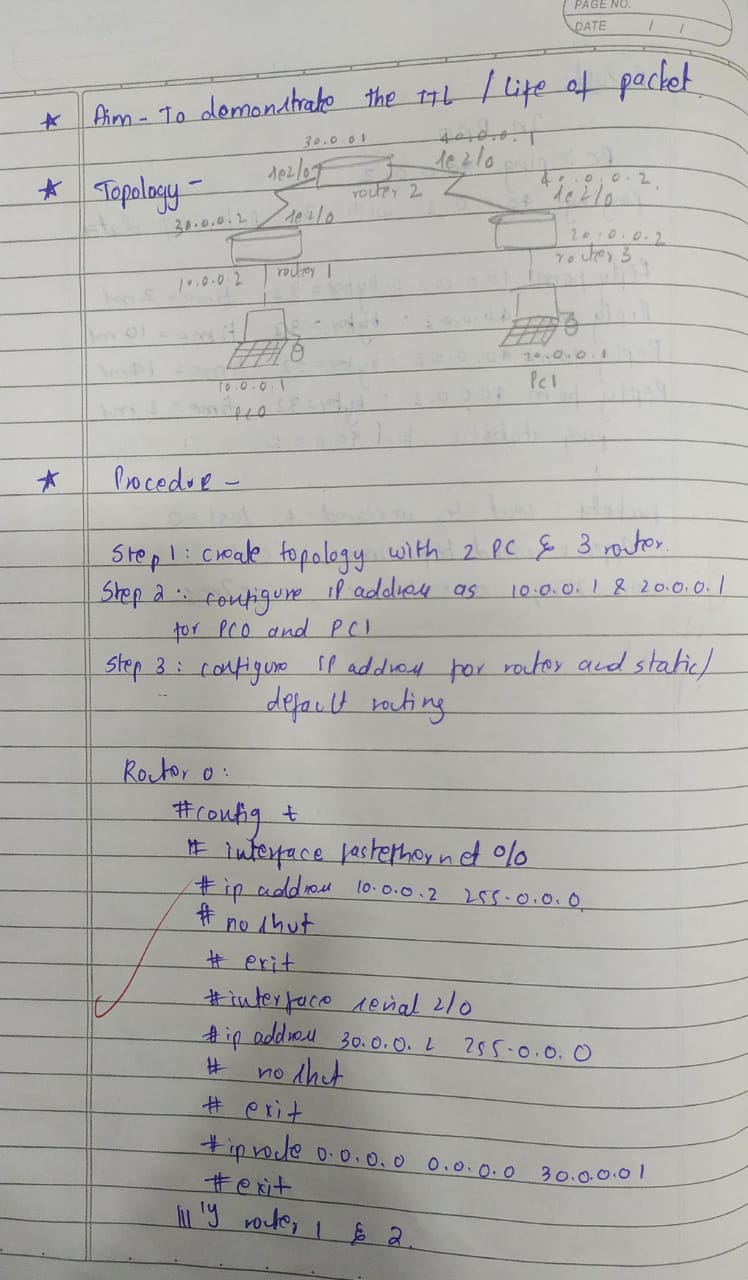 PAGE NO.
DATE / /
★ Aim - To demonstrate the TTL / Life of packet.
★ Topology -
30.0.01
40.0.0.1
se2/0
se2/0
router 2
40.0.0.2
se2/0
30.0.0.2
se2/0
20.0.0.2
router 3
10.0.0.2
router 1
10.0.0.1
PC0
20.0.0.1
PC1
★ Procedure -
Step 1: create topology with 2 PC & 3 router.
Step 2: configure IP address as 10.0.0.1 & 20.0.0.1
for PC0 and PC1
Step 3: configure IP address for router and static/
default routing
Router 0:
#config t
# interface fastethernet 0/0
# ip address 10.0.0.2 255.0.0.0
# no shut
# exit
#interface serial 2/0
#ip address 30.0.0.2 255.0.0.0
# no shut
# exit
#ip route 0.0.0.0 0.0.0.0 30.0.0.01
#exit
|||'y router 1 & 2.